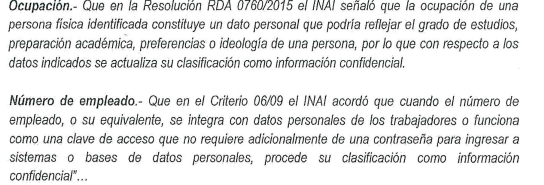 Ocupación.- Que en la Resolución RDA 0760/2015 el INAI señaló que la ocupación de una
persona física identificada constituye un dato personal que podría reflejar el grado de estudios,
preparación académica, preferencias o ideología de una persona, por lo que con respecto a los
datos indicados se actualiza su clasificación como información confidencial.
Número de empleado.- Que en el Criterio 06/09 el INAI acordó que cuando el número de
empleado, o su equivalente, se integra con datos personales de los trabajadores o funciona
como una clave de acceso que no requiere adicionalmente de una contraseña para ingresar a
sistemas o bases de datos personales, procede su clasificación como información
confidencial"...